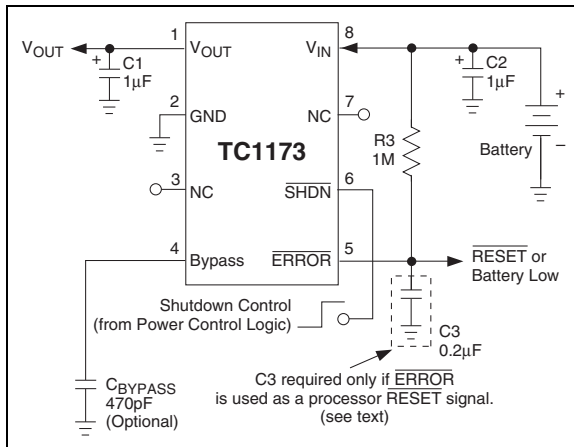 1
8
VOUT
VOUT
VIN
+
C1
1µF
+
C2
1µF
2
GND
7
NC
TC1173
R3
1M
+
Battery
–
3
NC
6
SHDN
4
Bypass
ERROR
5
RESET or
Battery Low
Shutdown Control
(from Power Control Logic)
C3
0.2µF
CBYPASS
470pF
(Optional)
C3 required only if ERROR
is used as a processor RESET signal.
(see text)